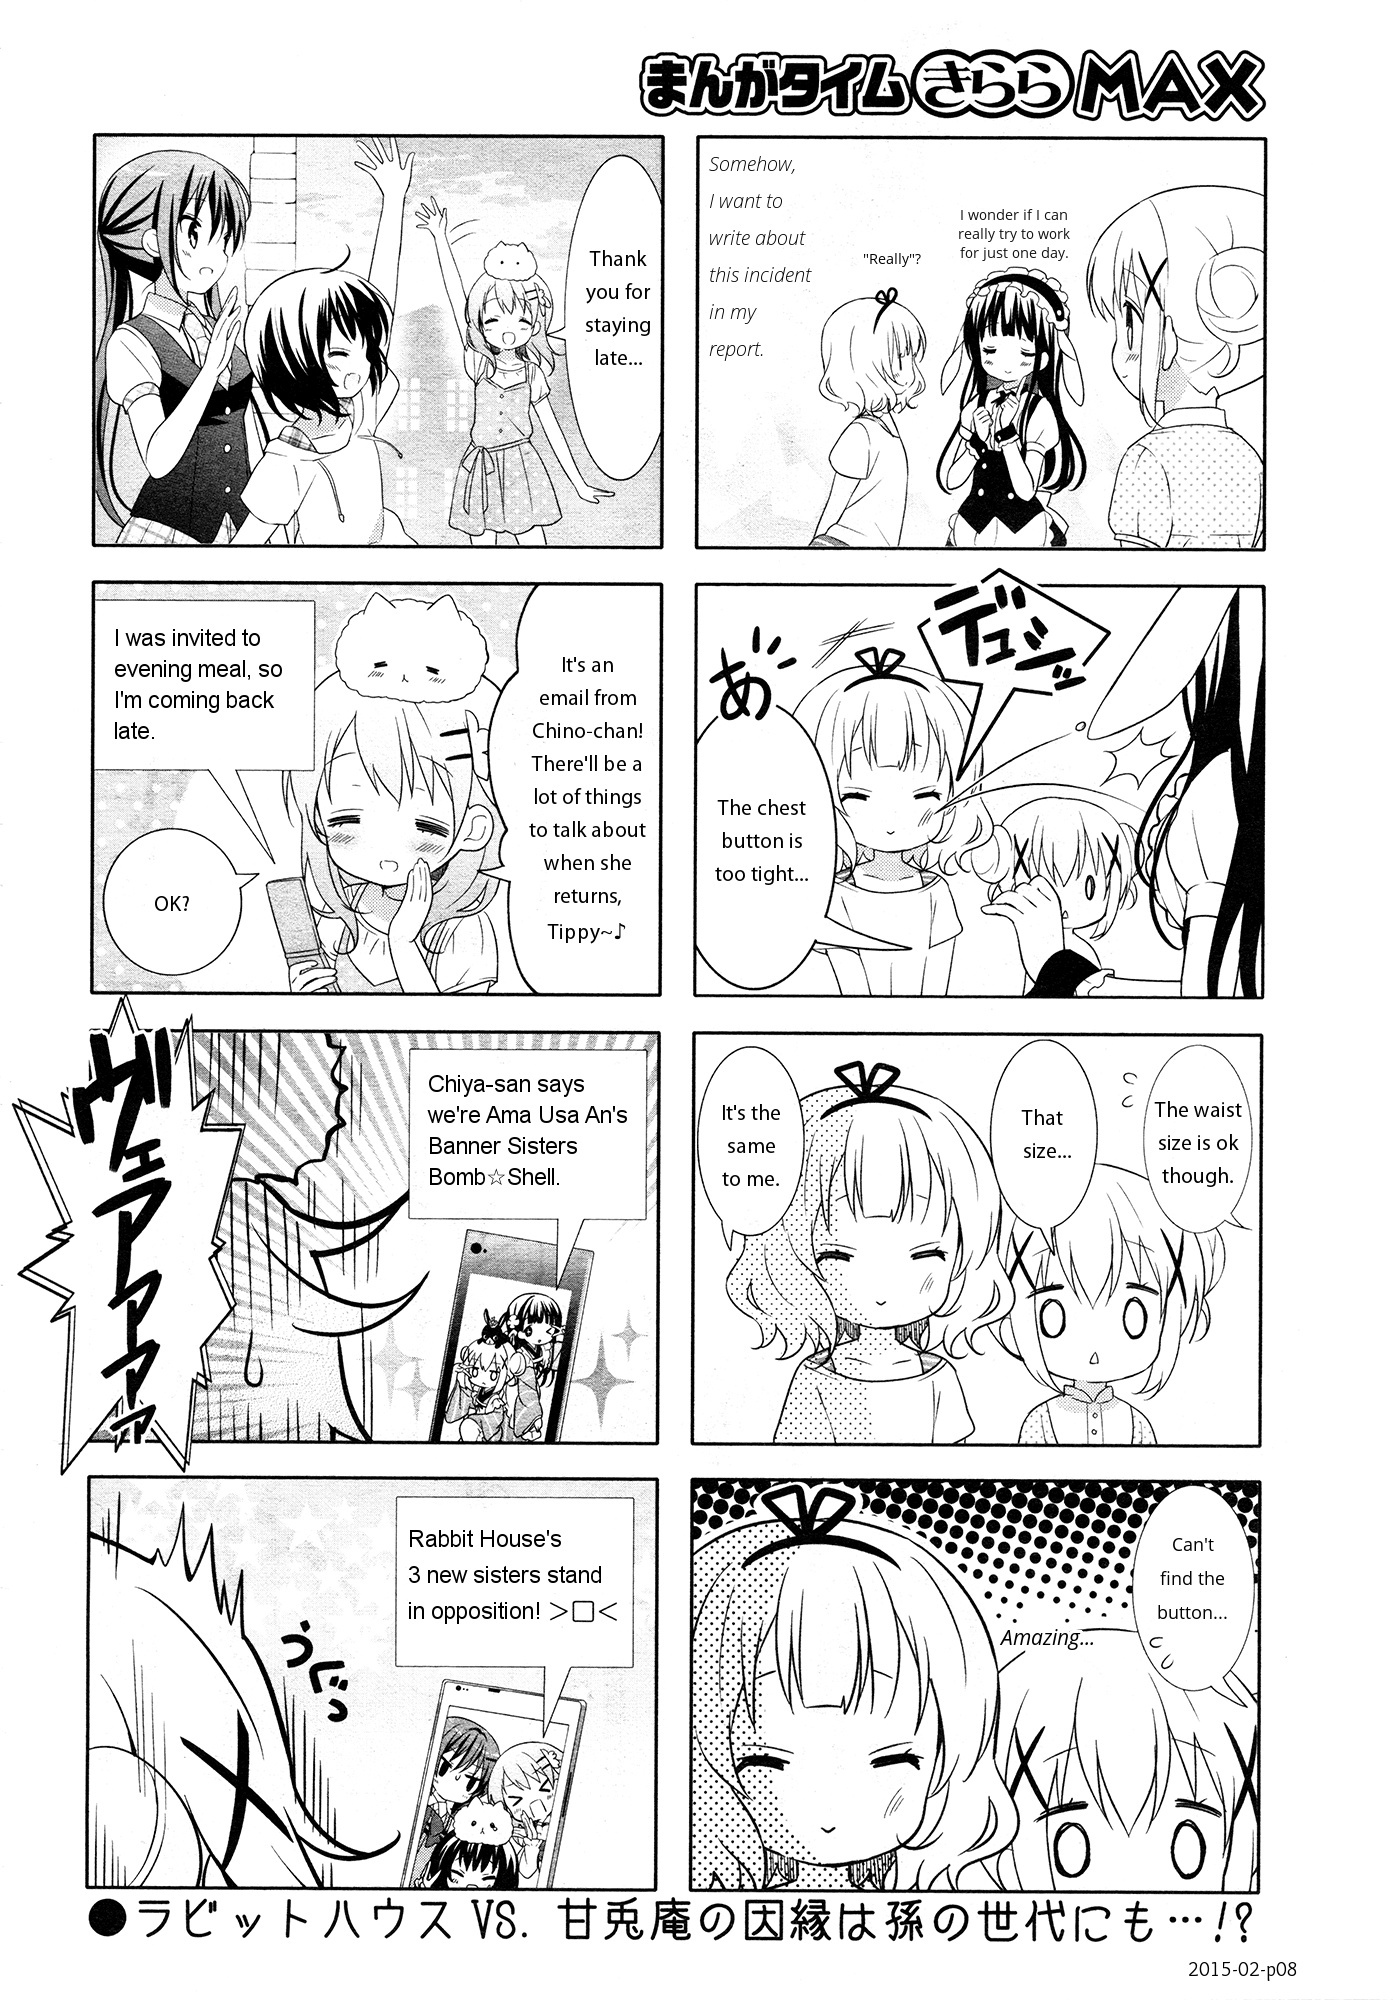 まんがタイムきららMAX
Somehow,
I want to
write about
this incident
in my
report.
I wonder if I can
really try to work
for just one day.
"Really"?
デュシッ
あ
The chest
button is
too tight...
The waist
size is ok
though.
That
size...
It's the
same
to me.
Can't
find the
button...
Amazing...
Thank
you for
staying
late...
It's an
email from
Chino-chan!
There'll be a
lot of things
to talk about
when she
returns,
Tippy~♪
I was invited to
evening meal, so
I'm coming back
late.
OK?
Chiya-san says
we're Ama Usa An's
Banner Sisters
Bomb☆Shell.
ヴェアアアアア
Rabbit House's
3 new sisters stand
in opposition! >□<
うぐっ
●ラビットハウスVS.甘兎庵の因縁は孫の世代にも…!?
2015-02-p08